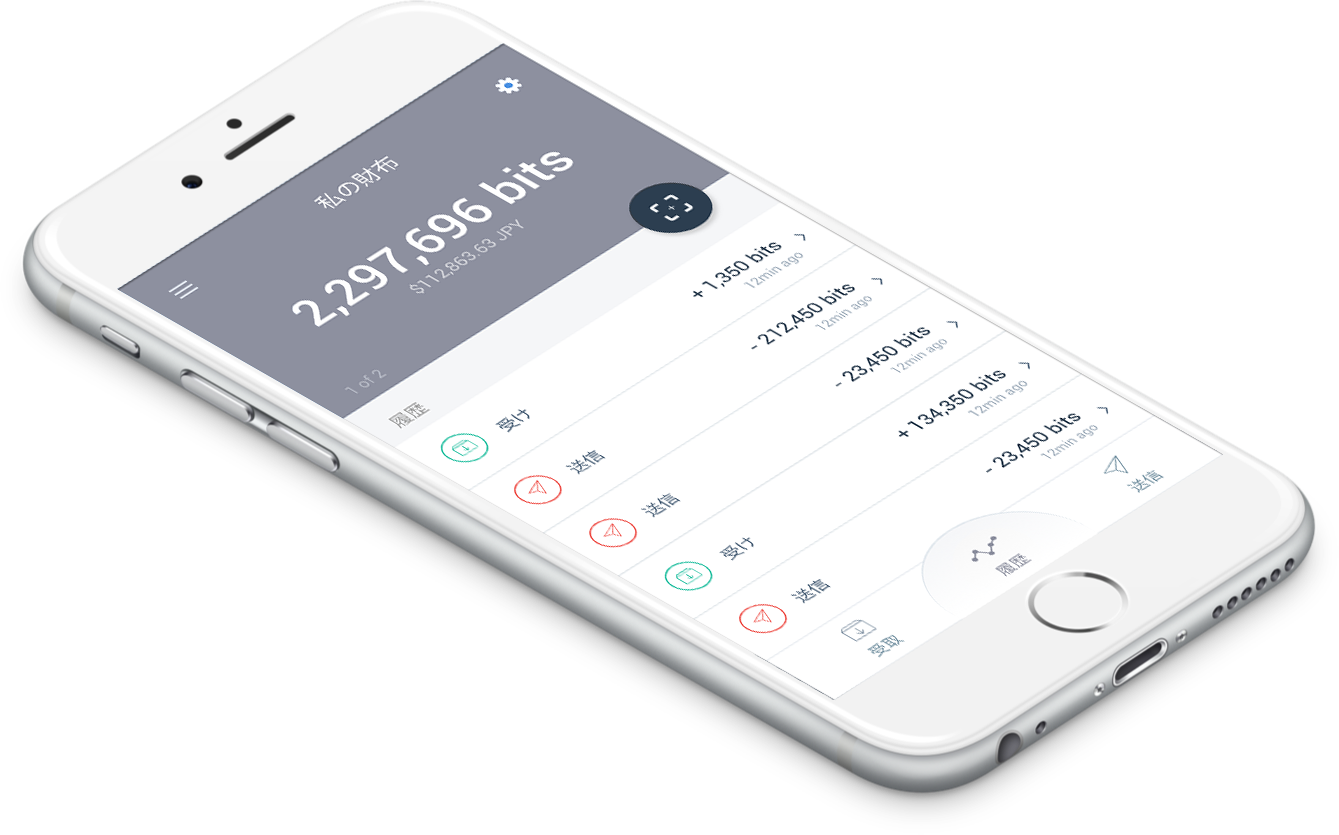 私の財布
2,297,696 bits
$112,863.63 JPY
1 of 2
履歴
受け
+ 1,350 bits
12min ago
送信
- 212,450 bits
12min ago
送信
- 23,450 bits
12min ago
受け
+ 134,350 bits
12min ago
送信
- 23,450 bits
12min ago
受取
履歴
送信